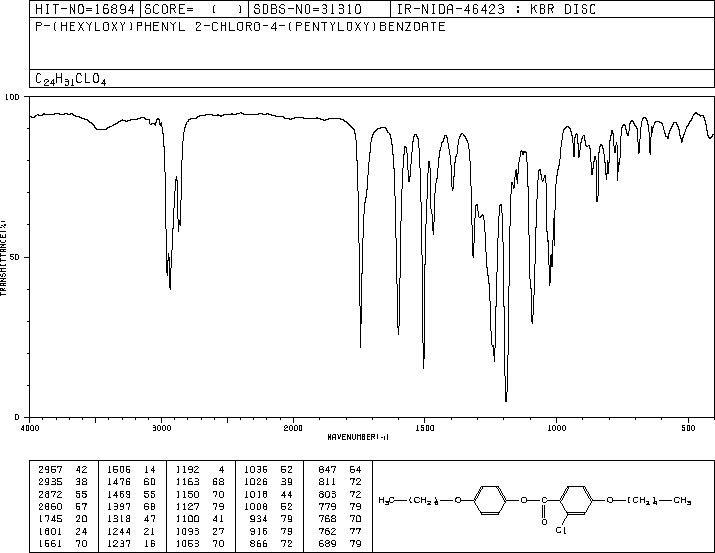 HIT-NO=16894 SCORE= ( ) SDBS-NO=31310 IR-NIDA-46423 : KBR DISC
P-(HEXYLOXY)PHENYL 2-CHLORO-4-(PENTYLOXY)BENZOATE
C24H31CLO4
100
50
0
TRANSMITTANCE(%)
4000 3000 2000 1500 1000 500
WAVENUMBER(-1)
2957 42 1506 14 1192 4 1036 52 847 64
2935 38 1476 60 1163 68 1026 39 811 72
2872 55 1469 55 1150 70 1018 44 803 72
2860 57 1397 68 1127 79 1008 52 779 79
1745 20 1318 47 1100 41 934 79 768 70
1601 24 1244 21 1093 27 916 79 762 77
1561 70 1237 16 1053 70 866 72 689 79
H3C O O C O CH3
O
Cl